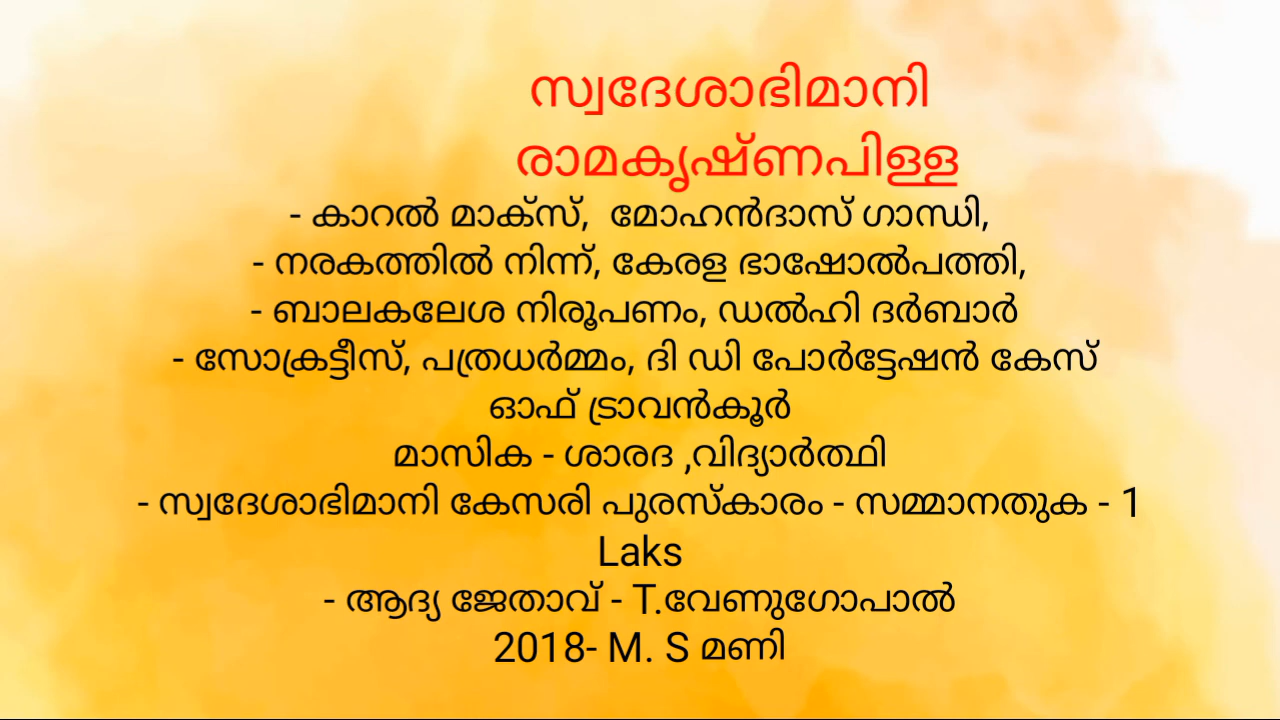 സ്വദേശാഭിമാനി
രാമകൃഷ്ണപിള്ള
- കാറൽ മാക്സ്, മോഹൻദാസ് ഗാന്ധി,
- നരകത്തിൽ നിന്ന്, കേരള ഭാഷോൽപത്തി,
- ബാലകലേശ നിരൂപണം, ഡൽഹി ദർബാർ
- സോക്രട്ടീസ്, പത്രധർമ്മം, ദി ഡി പോർട്ടേഷൻ കേസ്
ഓഫ് ട്രാവൻകൂർ
മാസിക - ശാരദ ,വിദ്യാർത്ഥി
- സ്വദേശാഭിമാനി കേസരി പുരസ്കാരം - സമ്മാനതുക - 1
Laks
- ആദ്യ ജേതാവ് - T.വേണുഗോപാൽ
2018- M. S മണി